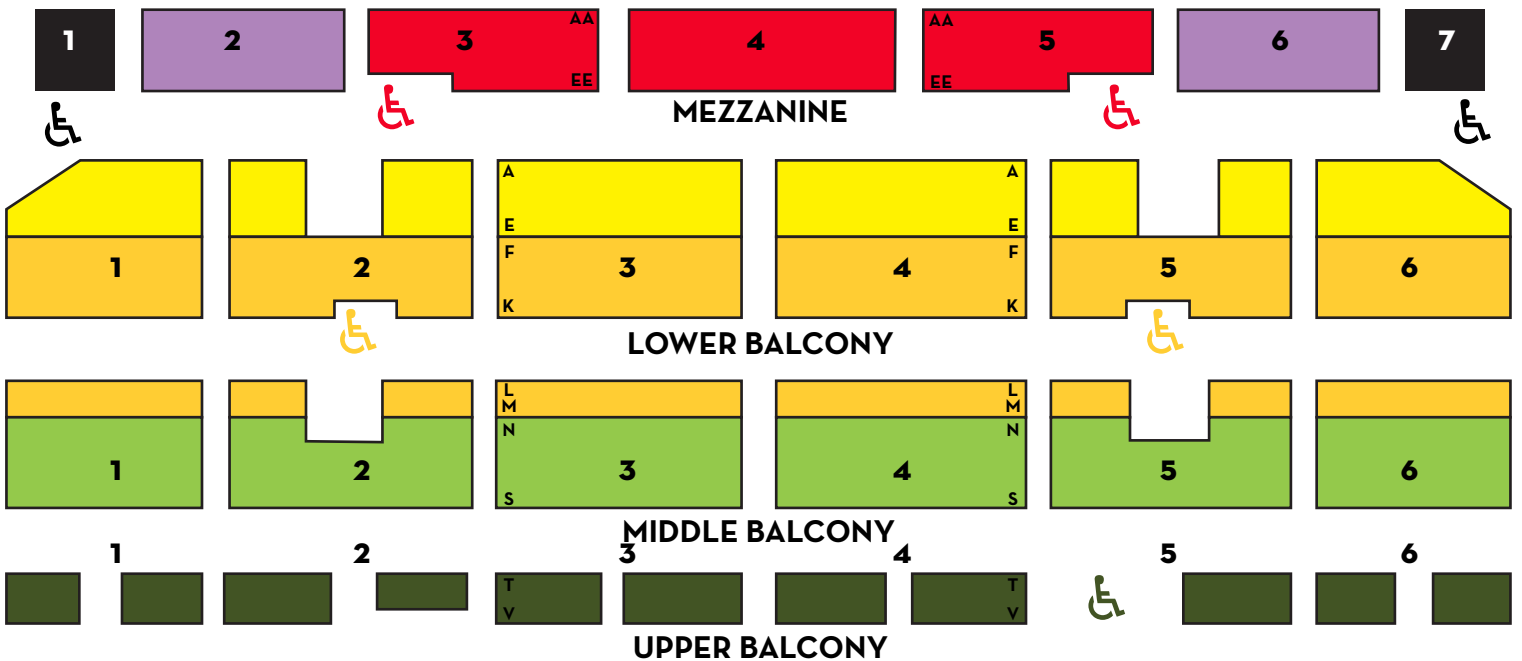 1 2 3 AA 4 AA 5 6 7
EE EE
MEZZANINE
A A
E E
F F
1 2 3 4 5 6
K K
LOWER BALCONY
L L
M M
N N
1 2 3 4 5 6
S S
MIDDLE BALCONY
1 2 3 4 5 6
T T
V V
UPPER BALCONY